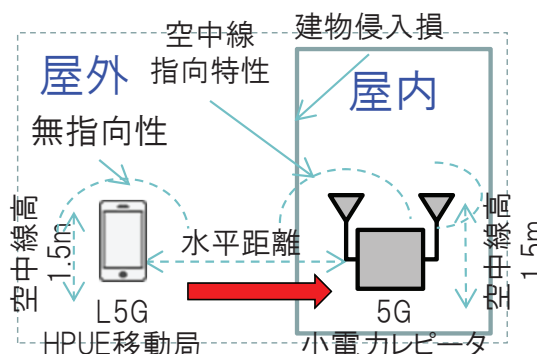 空中線
指向特性
建物侵入損
屋外
屋内
無指向性
空中線高
1.5m
水平距離
空中線高
1.5m
L5G
HPUE移動局
5G
小電力レピータ